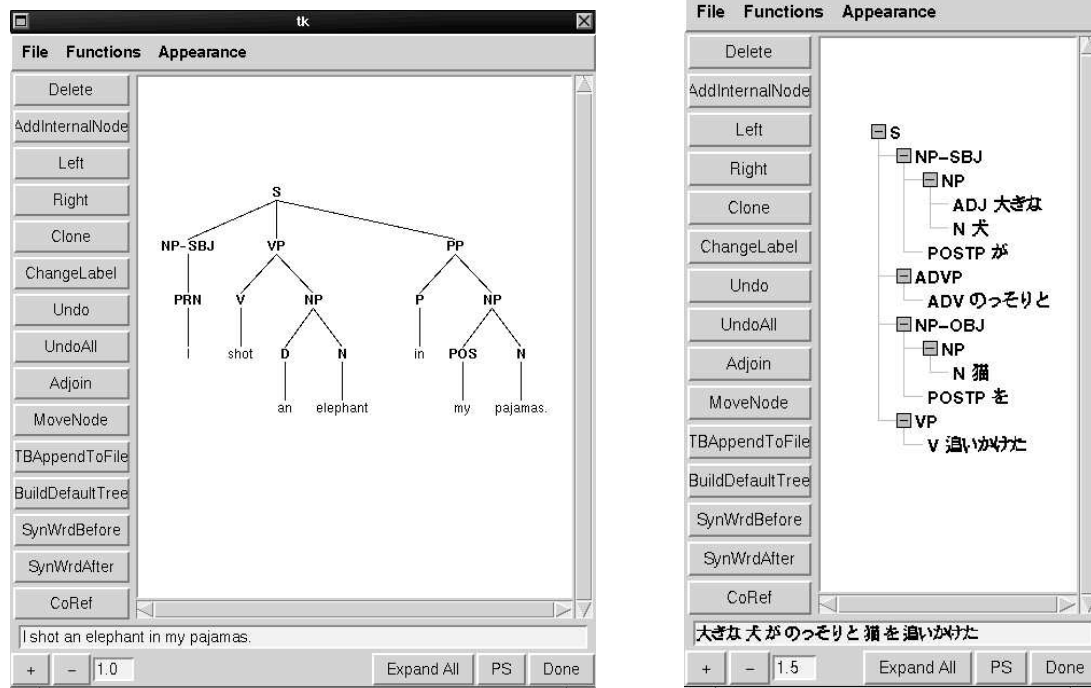 tk
File Functions Appearance
Delete
AddInternalNode
Left
Right
Clone
ChangeLabel
Undo
UndoAll
Adjoin
MoveNode
TBAppendToFile
BuildDefaultTree
SynWrdBefore
SynWrdAfter
CoRef
S
NP-SBJ VP PP
PRN V NP P NP
I shot D N in POS N
an elephant my pajamas.
I shot an elephant in my pajamas.
+ - 1.0 Expand All PS Done
File Functions Appearance
Delete
AddInternalNode
Left
Right
Clone
ChangeLabel
Undo
UndoAll
Adjoin
MoveNode
TBAppendToFile
BuildDefaultTree
SynWrdBefore
SynWrdAfter
CoRef
S
NP-SBJ
NP
ADJ 大きな
N 犬
POSTP が
ADVP
ADV のっそりと
NP-OBJ
NP
N 猫
POSTP を
VP
V 追いかけた
大きな 犬 が のっそりと 猫 を 追いかけた
+ - 1.5 Expand All PS Done